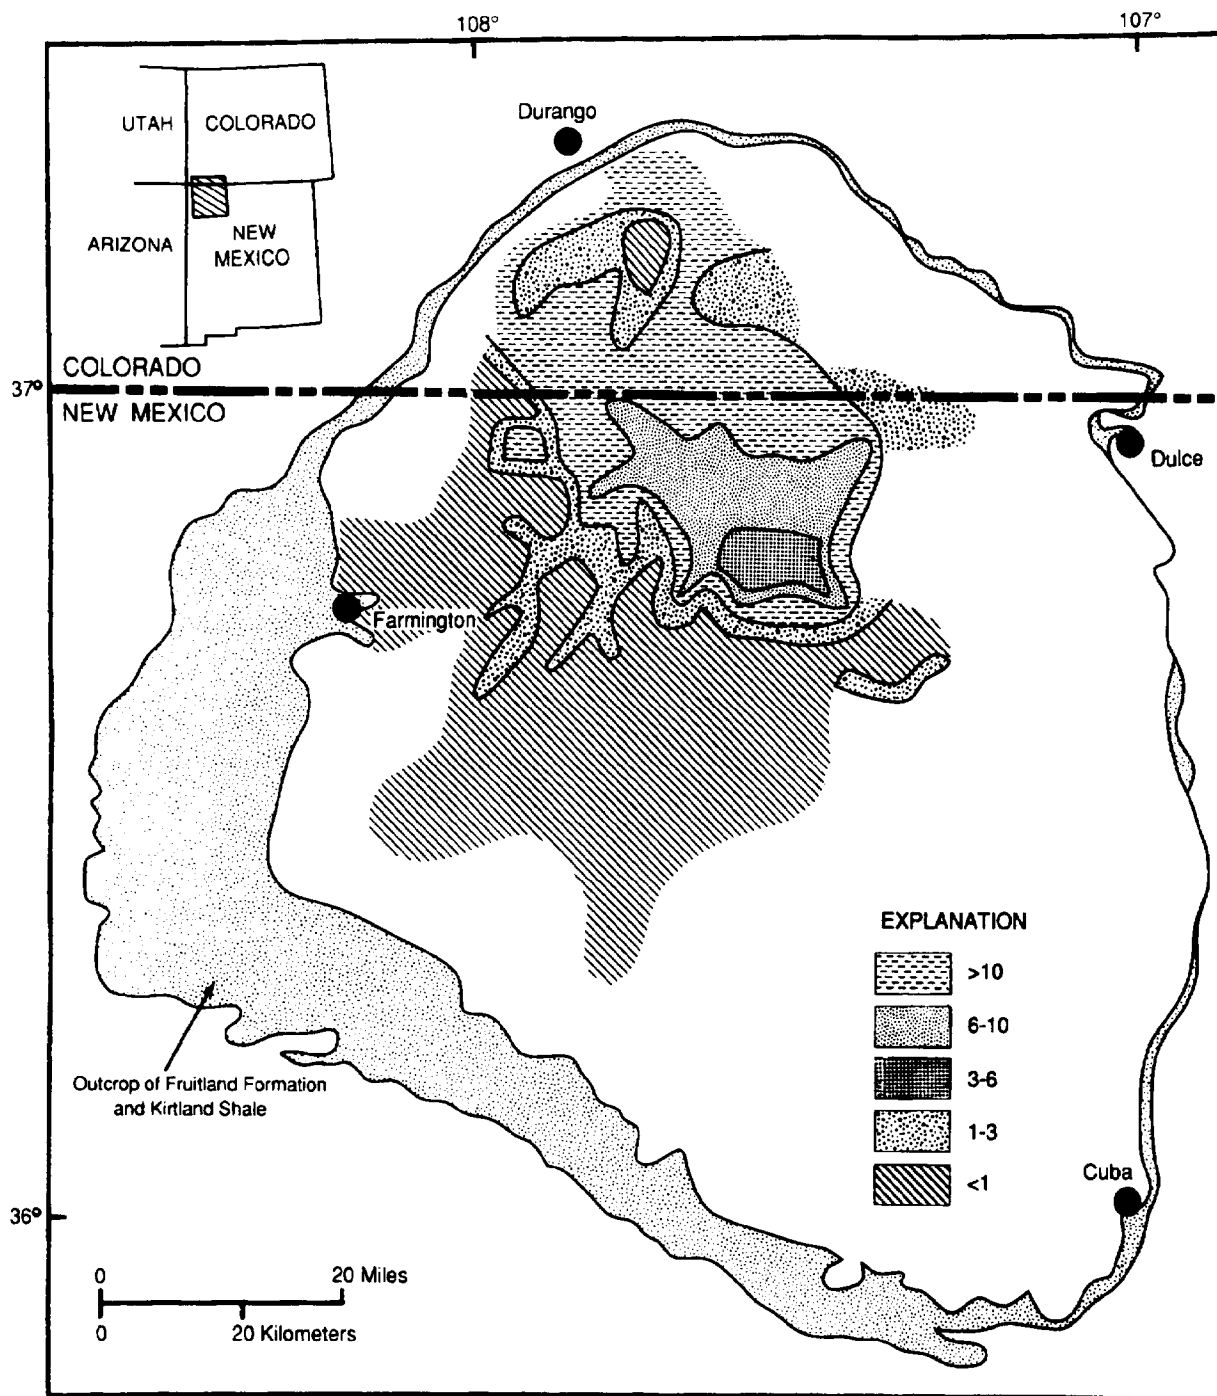 108°
107°
Durango
UTAH
COLORADO
ARIZONA
NEW
MEXICO
COLORADO
37°
NEW MEXICO
Dulce
Farmington
EXPLANATION
>10
6-10
3-6
1-3
<1
Outcrop of Fruitland Formation
and Kirtland Shale
Cuba
36°
0
20 Miles
0
20 Kilometers